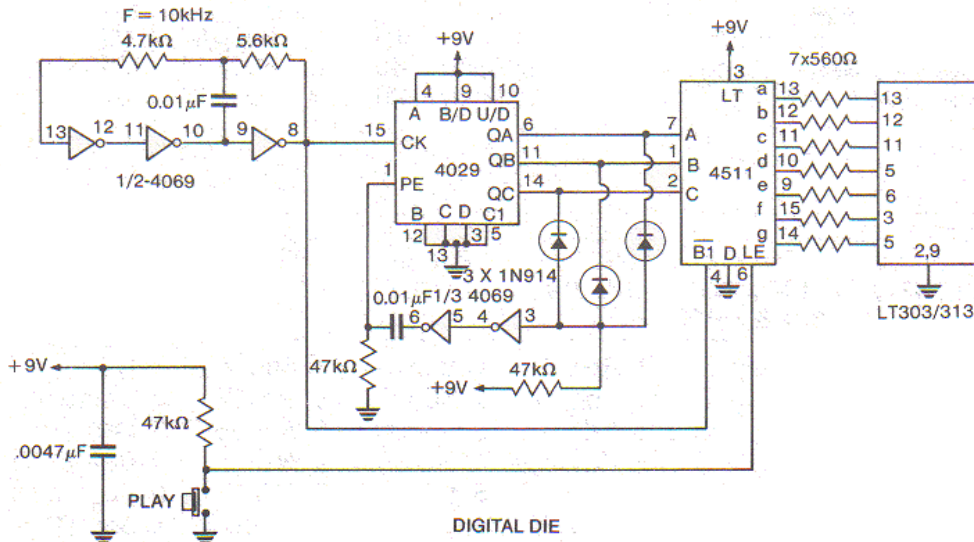 F = 10kHz
4.7kΩ
5.6kΩ
0.01μF
13
12
11
10
9
8
1/2-4069
+9V
4
9
10
A
B/D
U/D
15
CK
1
PE
4029
QA
6
QB
11
QC
14
B
C
D
C1
12
13
3
5
3 X 1N914
0.01μF
1/3 4069
6
5
4
3
47kΩ
+9V
47kΩ
+9V
47kΩ
.0047μF
PLAY
+9V
3
LT
7
A
1
B
2
C
4511
a
13
b
12
c
11
d
10
e
9
f
15
g
14
B1
D
LE
4
6
7x560Ω
13
12
11
5
6
3
5
2,9
LT303/313
DIGITAL DIE